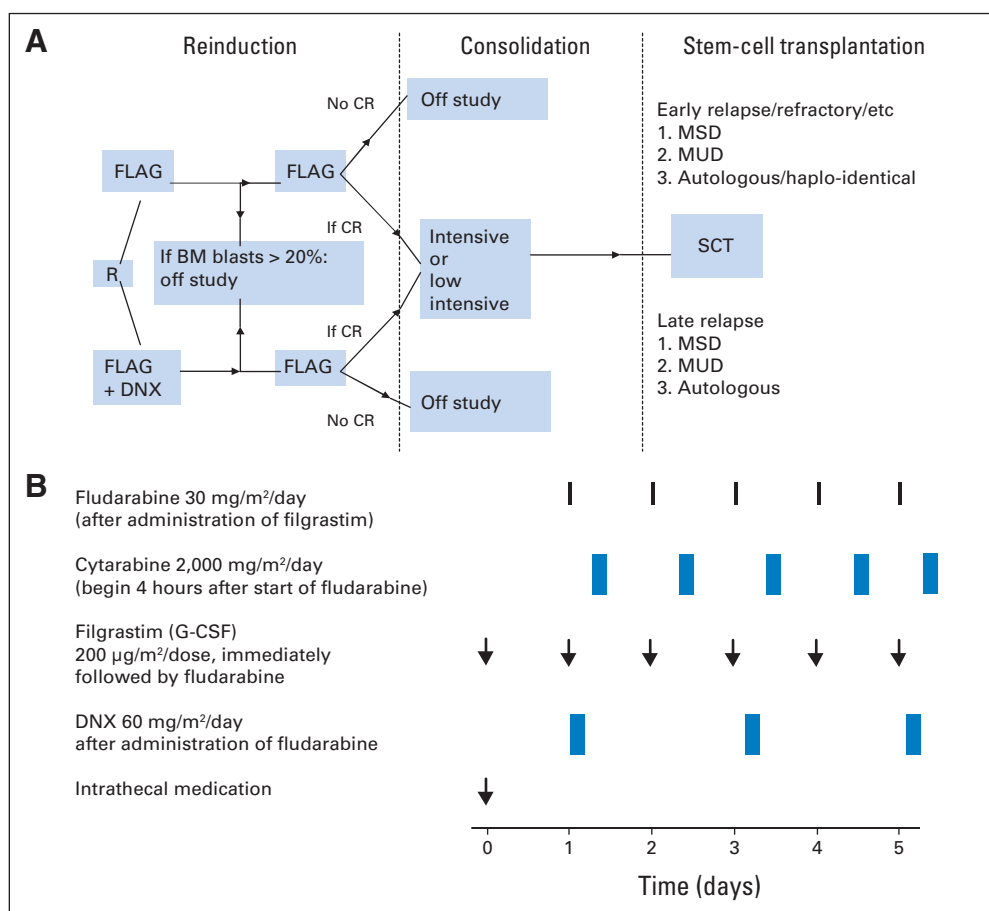 A
Reinduction
Consolidation
Stem-cell transplantation
No CR
Off study
Early relapse/refractory/etc
1. MSD
2. MUD
3. Autologous/haplo-identical
FLAG
FLAG
If CR
R
If BM blasts > 20%:
off study
Intensive
or
low
intensive
SCT
If CR
Late relapse
1. MSD
2. MUD
3. Autologous
FLAG
+ DNX
FLAG
No CR
Off study
B
Fludarabine 30 mg/m²/day
(after administration of filgrastim)
Cytarabine 2,000 mg/m²/day
(begin 4 hours after start of fludarabine)
Filgrastim (G-CSF)
200 µg/m²/dose, immediately
followed by fludarabine
DNX 60 mg/m²/day
after administration of fludarabine
Intrathecal medication
0 1 2 3 4 5
Time (days)